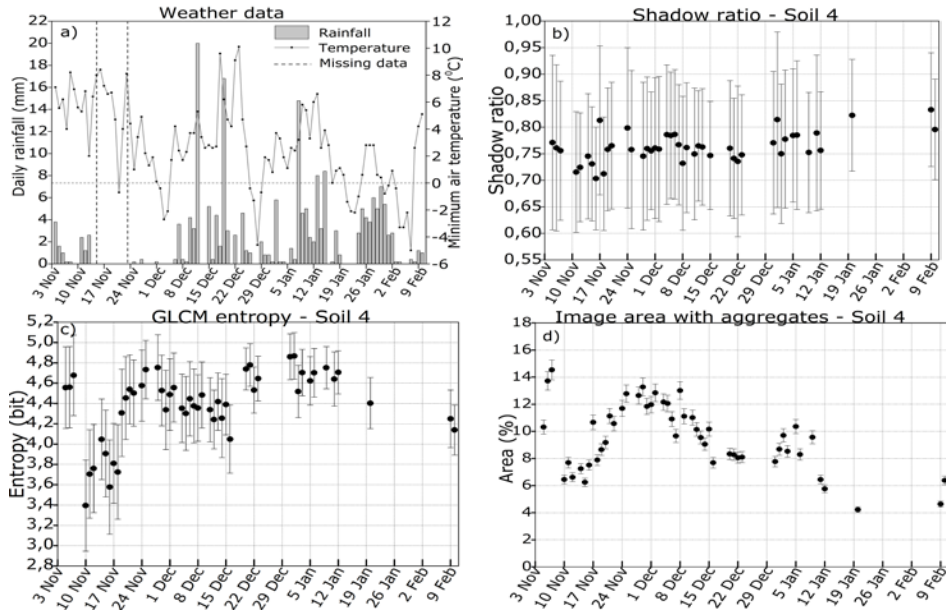 Weather data
a)
Rainfall
Temperature
Missing data
Daily rainfall (mm)
22
20
18
16
14
12
10
8
6
4
2
0
Minimum air temperature (⁰C)
12
10
8
6
4
2
0
-2
-4
-6
3 Nov
10 Nov
17 Nov
24 Nov
1 Dec
8 Dec
15 Dec
22 Dec
29 Dec
5 Jan
12 Jan
19 Jan
26 Jan
2 Feb
9 Feb
Shadow ratio - Soil 4
b)
Shadow ratio
1,00
0,95
0,90
0,85
0,80
0,75
0,70
0,65
0,60
0,55
3 Nov
10 Nov
17 Nov
24 Nov
1 Dec
8 Dec
15 Dec
22 Dec
29 Dec
5 Jan
12 Jan
19 Jan
26 Jan
2 Feb
9 Feb
GLCM entropy - Soil 4
c)
Entropy (bit)
5,2
5,0
4,8
4,6
4,4
4,2
4,0
3,8
3,6
3,4
3,2
3,0
2,8
3 Nov
10 Nov
17 Nov
24 Nov
1 Dec
8 Dec
15 Dec
22 Dec
29 Dec
5 Jan
12 Jan
19 Jan
26 Jan
2 Feb
9 Feb
Image area with aggregates - Soil 4
d)
Area (%)
18
16
14
12
10
8
6
4
2
0
3 Nov
10 Nov
17 Nov
24 Nov
1 Dec
8 Dec
15 Dec
22 Dec
29 Dec
5 Jan
12 Jan
19 Jan
26 Jan
2 Feb
9 Feb